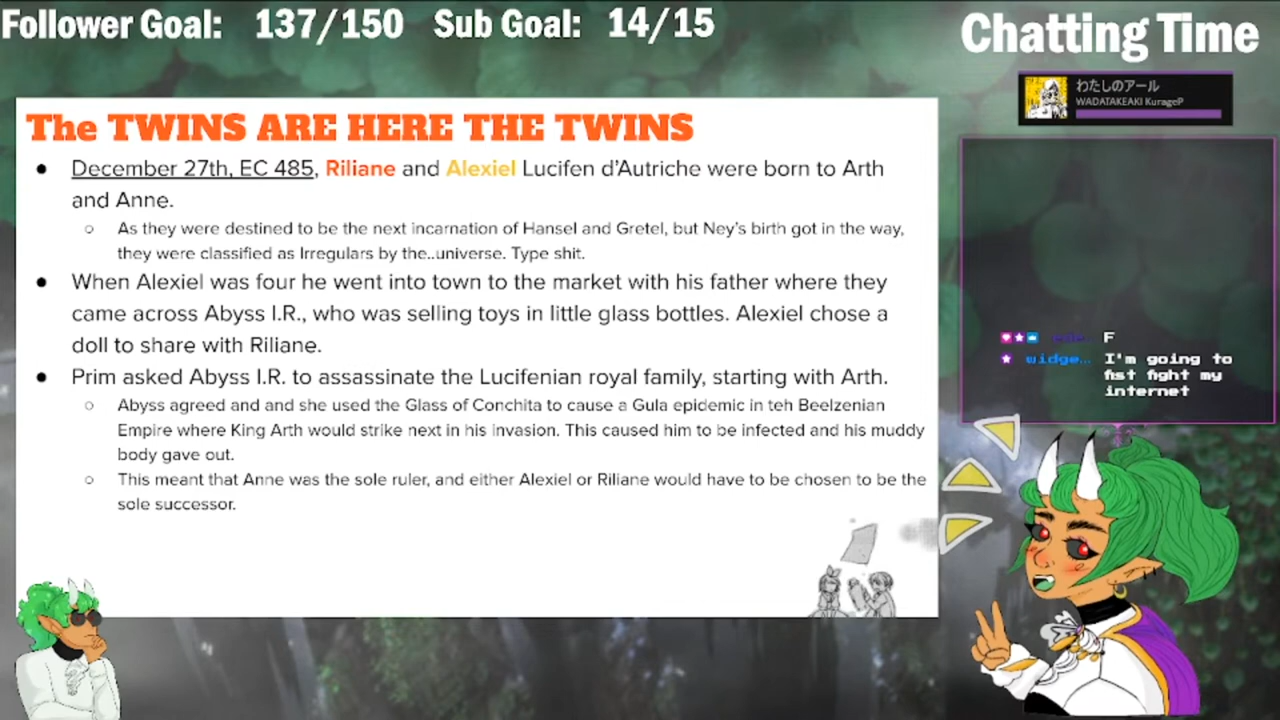 Follower Goal: 137/150 Sub Goal: 14/15
Chatting Time
わたしのアール
WADATAKEAKI KurageP
The TWINS ARE HERE THE TWINS
● December 27th, EC 485, Riliane and Alexiel Lucifen d’Autriche were born to Arth
and Anne.
○ As they were destined to be the next incarnation of Hansel and Gretel, but Ney’s birth got in the way,
they were classified as Irregulars by the..universe. Type shit.
● When Alexiel was four he went into town to the market with his father where they
came across Abyss I.R., who was selling toys in little glass bottles. Alexiel chose a
doll to share with Riliane.
● Prim asked Abyss I.R. to assassinate the Lucifenian royal family, starting with Arth.
○ Abyss agreed and and she used the Glass of Conchita to cause a Gula epidemic in teh Beelzenian
Empire where King Arth would strike next in his invasion. This caused him to be infected and his muddy
body gave out.
○ This meant that Anne was the sole ruler, and either Alexiel or Riliane would have to be chosen to be the
sole successor.
F
widge... I'm going to
fist fight my
internet